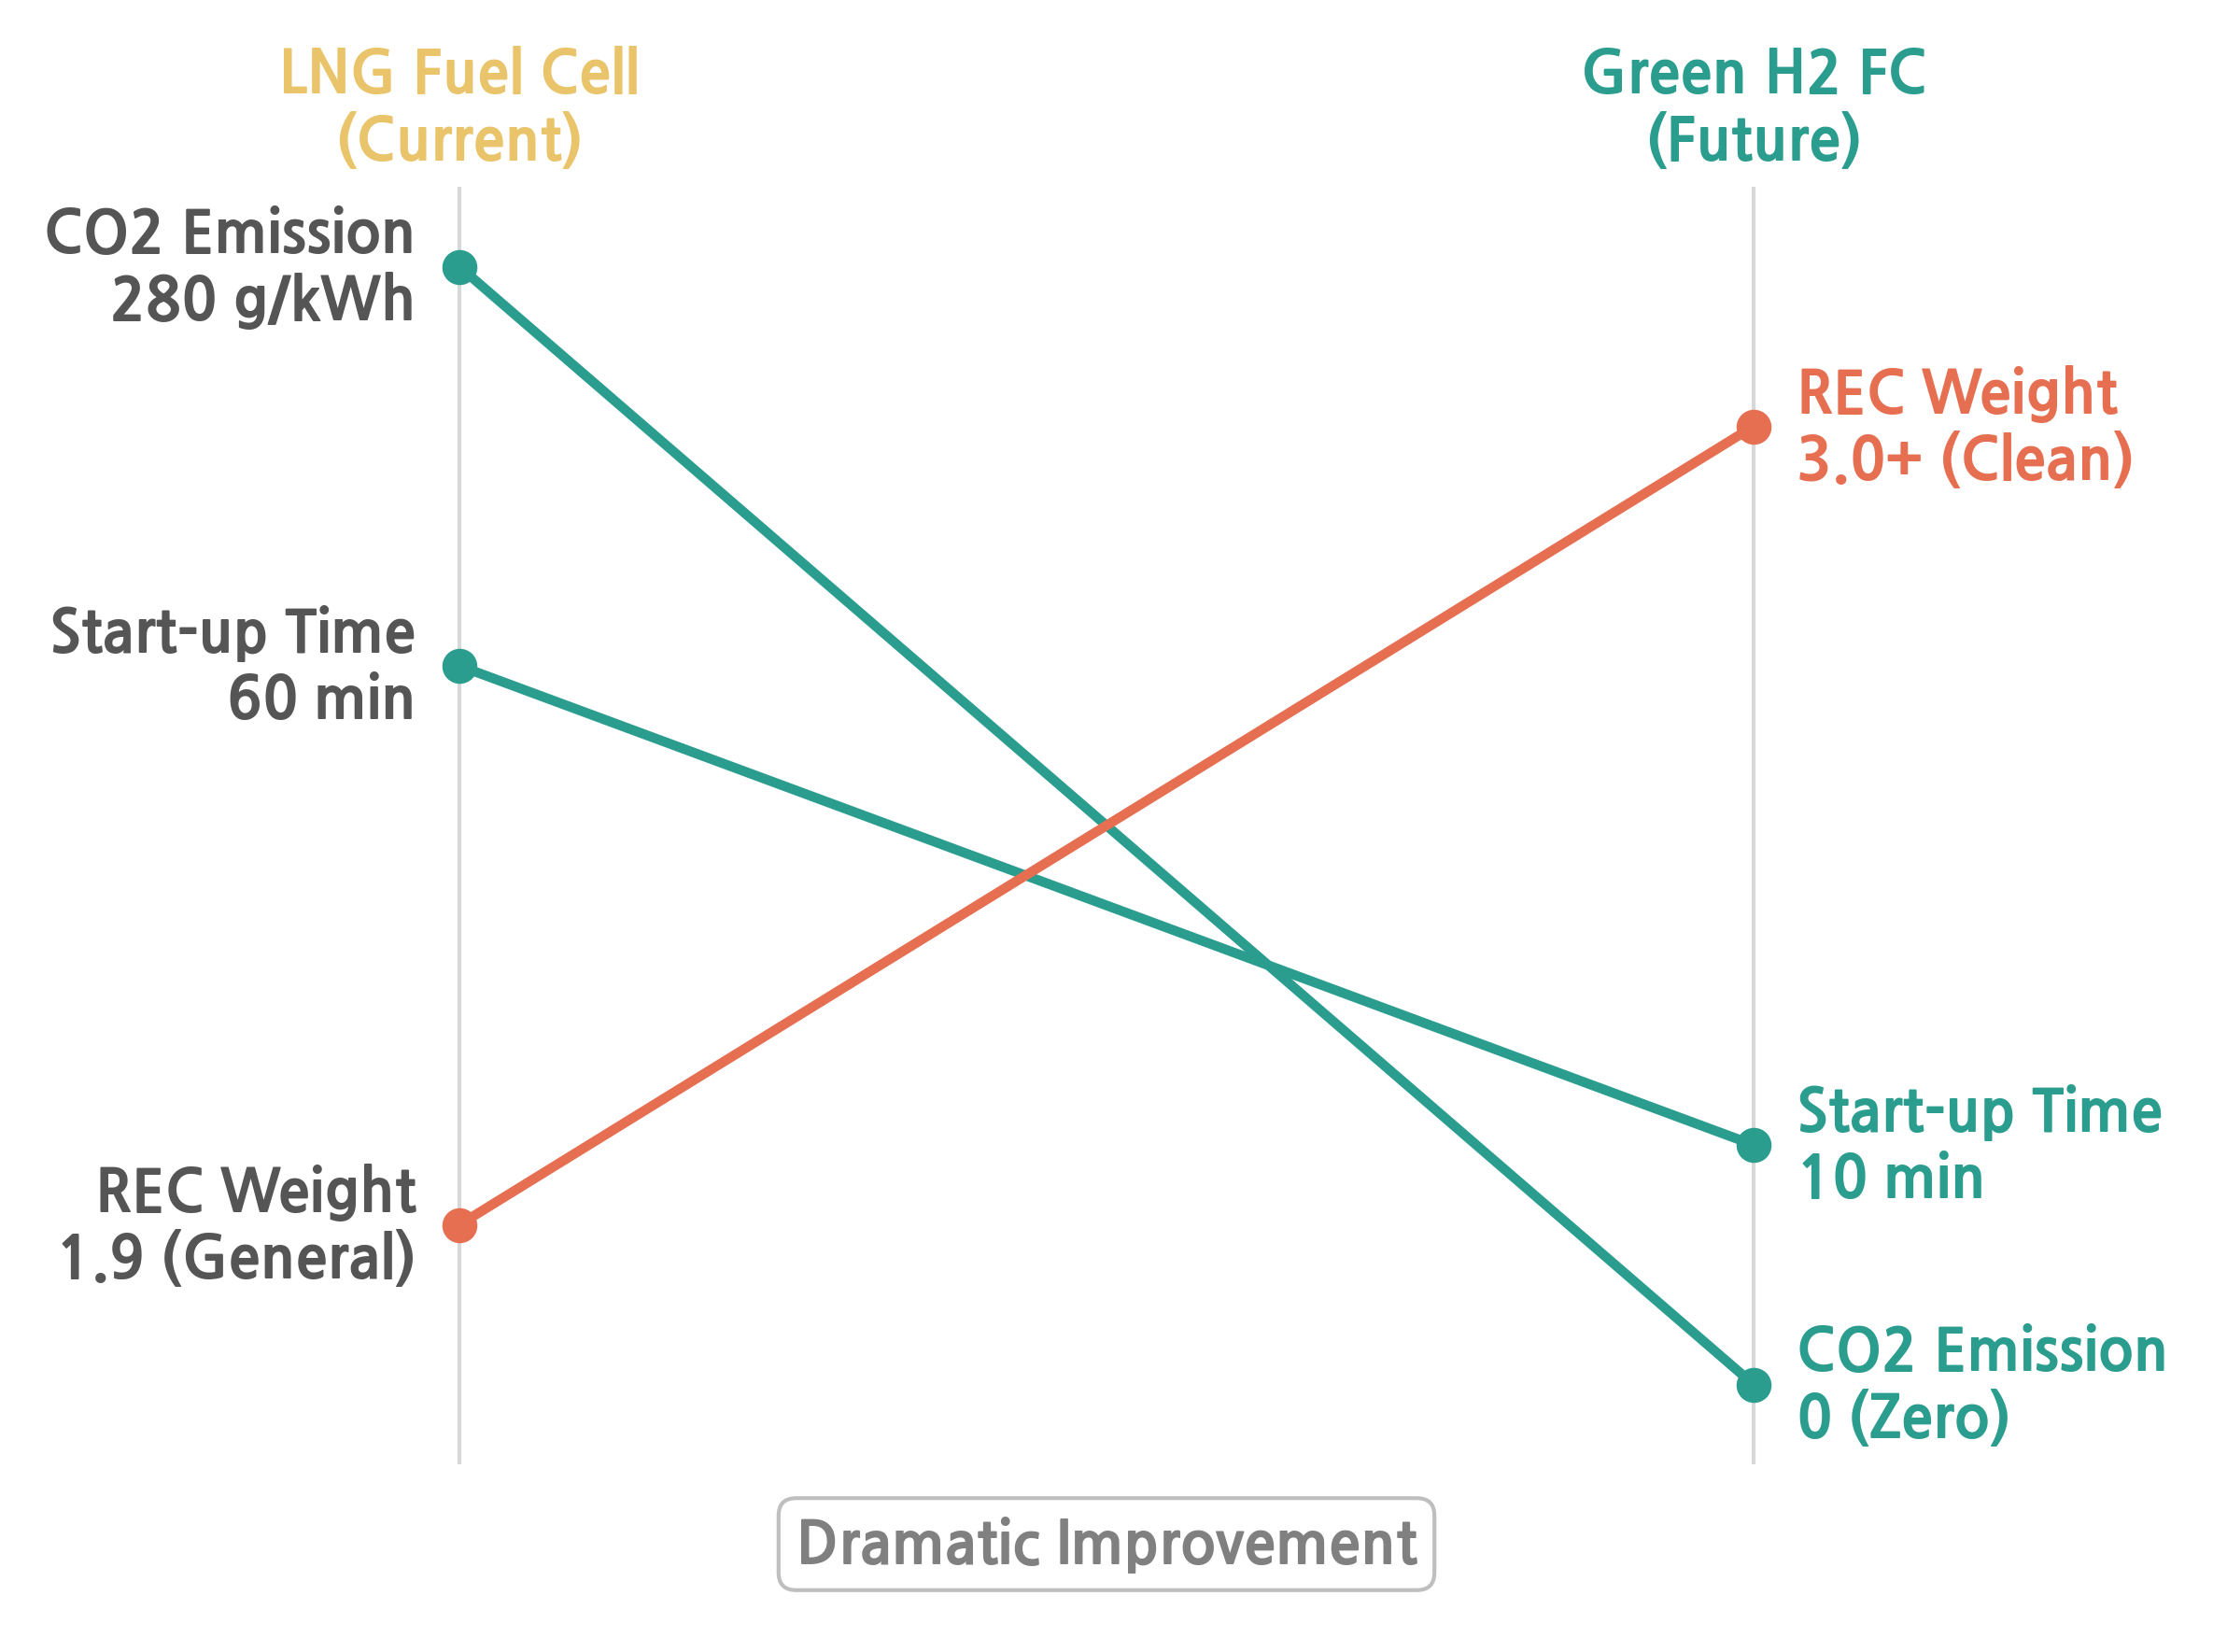 LNG Fuel Cell
(Current)
Green H2 FC
(Future)
CO2 Emission
280 g/kWh
REC Weight
3.0+ (Clean)
Start-up Time
60 min
Start-up Time
10 min
REC Weight
1.9 (General)
CO2 Emission
0 (Zero)
Dramatic Improvement